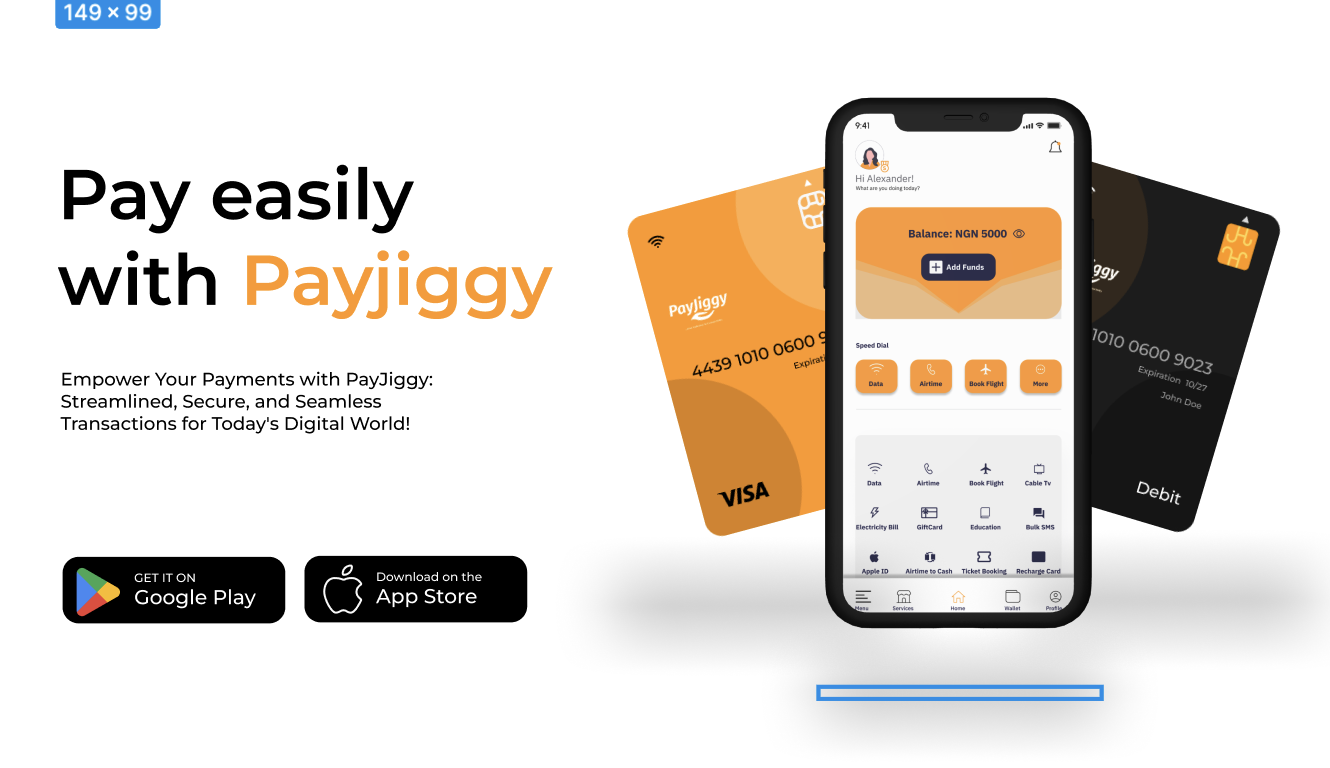 149 × 99
Pay easily
with Payjiggy
Empower Your Payments with PayJiggy:
Streamlined, Secure, and Seamless
Transactions for Today's Digital World!
GET IT ON
Google Play
Download on the
App Store
PayJiggy
4439 1010 0600 9
Expirati
VISA
9:41
Hi Alexander!
What are you doing today?
Balance: NGN 5000
Add Funds
Speed Dial
Data Airtime Book Flight More
Data Airtime Book Flight Cable Tv
Electricity Bill GiftCard Education Bulk SMS
Apple ID Airtime to Cash Ticket Booking Recharge Card
Menu Services Home Wallet Profile
ggy
1010 0600 9023
Expiration 10/27
John Doe
Debit